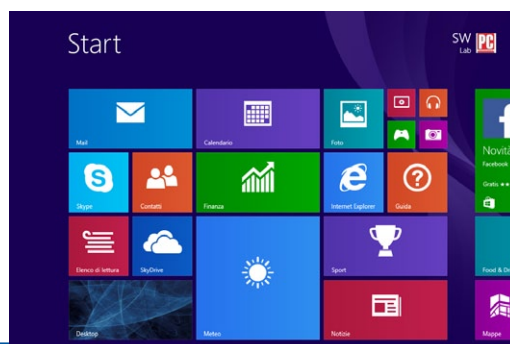 Start
SW
Lab
PC
Mail
Calendario
Foto
Novità
Facebook
Gratis
Skype
Contatti
Finanza
Internet Explorer
Guida
Elenco di lettura
SkyDrive
Meteo
Sport
Food & Dr
Desktop
Notizie
Mappe